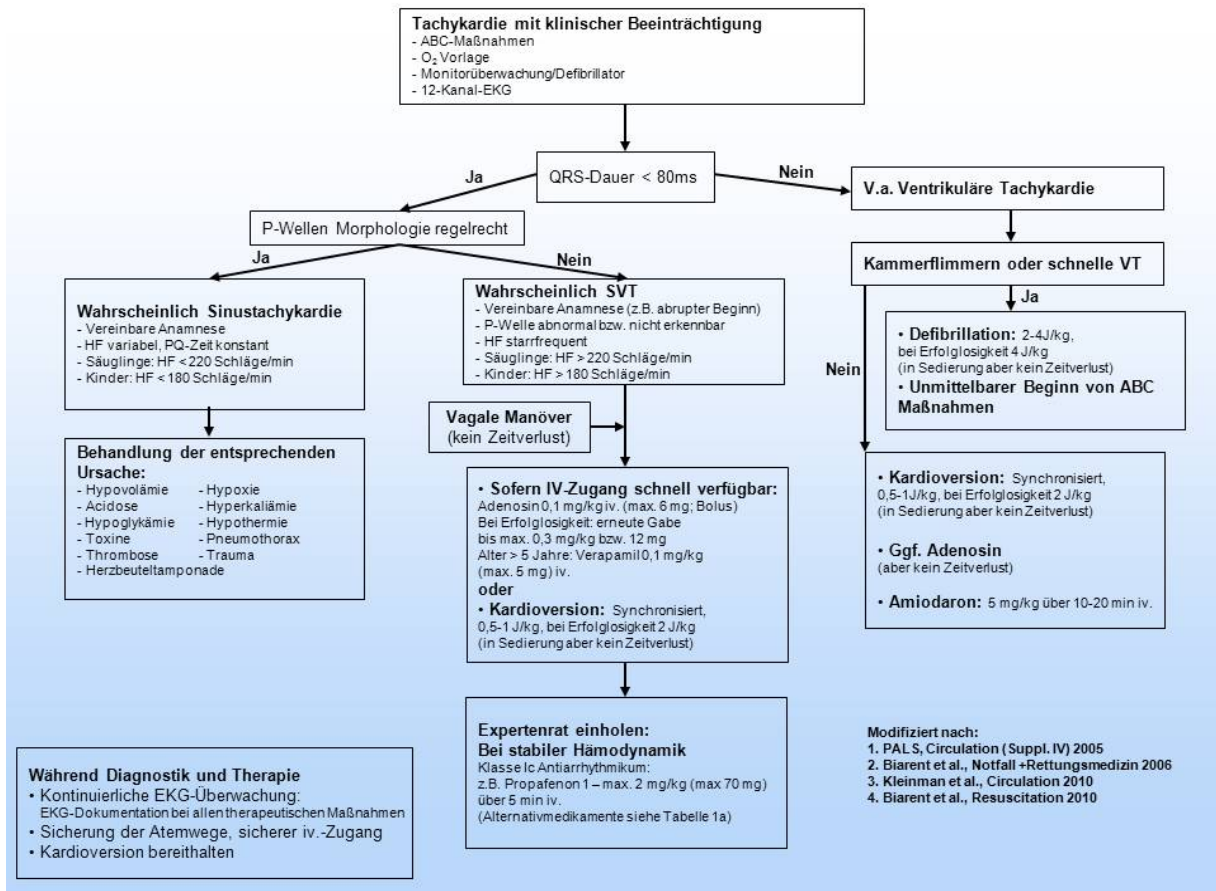 Tachykardie mit klinischer Beeinträchtigung
- ABC-Maßnahmen
- O₂ Vorlage
- Monitorüberwachung/Defibrillator
- 12-Kanal-EKG
Ja
QRS-Dauer < 80ms
Nein
V.a. Ventrikuläre Tachykardie
P-Wellen Morphologie regelrecht
Ja
Nein
Kammerflimmern oder schnelle VT
Ja
Nein
Wahrscheinlich Sinustachykardie
- Vereinbare Anamnese
- HF variabel, PQ-Zeit konstant
- Säuglinge: HF < 220 Schläge/min
- Kinder: HF < 180 Schläge/min
Wahrscheinlich SVT
- Vereinbare Anamnese (z.B. abrupter Beginn)
- P-Welle abnormal bzw. nicht erkennbar
- HF starrfrequent
- Säuglinge: HF > 220 Schläge/min
- Kinder: HF > 180 Schläge/min
• Defibrillation: 2-4J/kg,
bei Erfolglosigkeit 4 J/kg
(in Sedierung aber kein Zeitverlust)
• Unmittelbarer Beginn von ABC
Maßnahmen
Vagale Manöver
(kein Zeitverlust)
Behandlung der entsprechenden
Ursache:
- Hypovolämie - Hypoxie
- Acidose - Hyperkaliämie
- Hypoglykämie - Hypothermie
- Toxine - Pneumothorax
- Thrombose - Trauma
- Herzbeuteltamponade
• Sofern IV-Zugang schnell verfügbar:
Adenosin 0,1 mg/kg iv. (max. 6 mg; Bolus)
Bei Erfolglosigkeit: erneute Gabe
bis max. 0,3 mg/kg bzw. 12 mg
Alter > 5 Jahre: Verapamil 0,1 mg/kg
(max. 5 mg) iv.
oder
• Kardioversion: Synchronisiert,
0,5-1 J/kg, bei Erfolglosigkeit 2 J/kg
(in Sedierung aber kein Zeitverlust)
• Kardioversion: Synchronisiert,
0,5-1J/kg, bei Erfolglosigkeit 2 J/kg
(in Sedierung aber kein Zeitverlust)
• Ggf. Adenosin
(aber kein Zeitverlust)
• Amiodaron: 5 mg/kg über 10-20 min iv.
Expertenrat einholen:
Bei stabiler Hämodynamik
Klasse Ic Antiarrhythmikum:
z.B. Propafenon 1 – max. 2 mg/kg (max 70 mg)
über 5 min iv.
(Alternativmedikamente siehe Tabelle 1a)
Während Diagnostik und Therapie
• Kontinuierliche EKG-Überwachung:
EKG-Dokumentation bei allen therapeutischen Maßnahmen
• Sicherung der Atemwege, sicherer iv.-Zugang
• Kardioversion bereithalten
Modifiziert nach:
1. PALS, Circulation (Suppl. IV) 2005
2. Biarent et al., Notfall +Rettungsmedizin 2006
3. Kleinman et al., Circulation 2010
4. Biarent et al., Resuscitation 2010